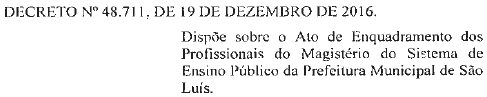 DECRETO Nº 48.711, DE 19 DE DEZEMBRO DE 2016.
Dispõe sobre o Ato de Enquadramento dos
Profissionais do Magistério do Sistema de
Ensino Público da Prefeitura Municipal de São
Luís.